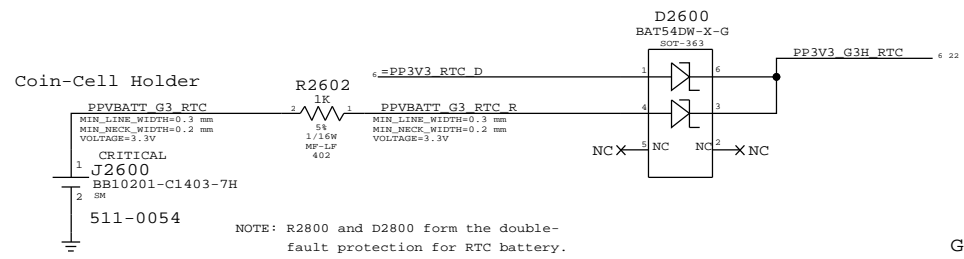 D2600
BAT54DW-X-G
SOT-363
PP3V3_G3H_RTC
6 22
6
=PP3V3_RTC_D
1
6
Coin-Cell Holder
R2602
1K
PPVBATT_G3_RTC
2
1
PPVBATT_G3_RTC_R
4
3
MIN_LINE_WIDTH=0.3 mm
MIN_NECK_WIDTH=0.2 mm
VOLTAGE=3.3V
5%
1/16W
MF-LF
402
MIN_LINE_WIDTH=0.3 mm
MIN_NECK_WIDTH=0.2 mm
VOLTAGE=3.3V
NC
5
NC
NC
2
NC
CRITICAL
1
J2600
BB10201-C1403-7H
2
SM
511-0054
NOTE: R2800 and D2800 form the double-
fault protection for RTC battery.
G